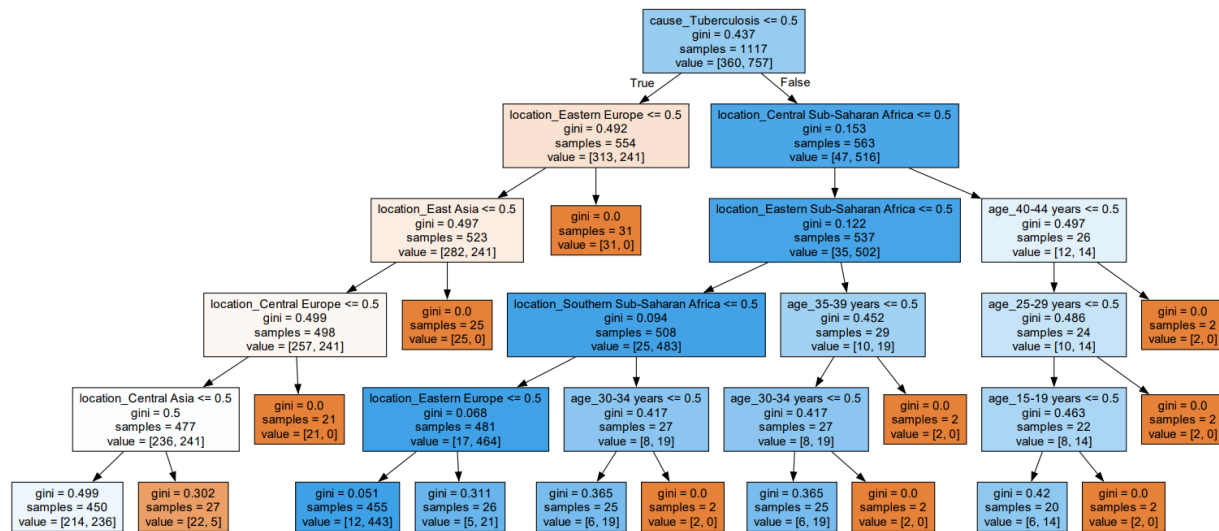 cause_Tuberculosis <= 0.5
gini = 0.437
samples = 1117
value = [360, 757]
True
False
location_Eastern Europe <= 0.5
gini = 0.492
samples = 554
value = [313, 241]
location_Central Sub-Saharan Africa <= 0.5
gini = 0.153
samples = 563
value = [47, 516]
location_East Asia <= 0.5
gini = 0.497
samples = 523
value = [282, 241]
gini = 0.0
samples = 31
value = [31, 0]
location_Eastern Sub-Saharan Africa <= 0.5
gini = 0.122
samples = 537
value = [35, 502]
age_40-44 years <= 0.5
gini = 0.497
samples = 26
value = [12, 14]
location_Central Europe <= 0.5
gini = 0.499
samples = 498
value = [257, 241]
gini = 0.0
samples = 25
value = [25, 0]
location_Southern Sub-Saharan Africa <= 0.5
gini = 0.094
samples = 508
value = [25, 483]
age_35-39 years <= 0.5
gini = 0.452
samples = 29
value = [10, 19]
age_25-29 years <= 0.5
gini = 0.486
samples = 24
value = [10, 14]
gini = 0.0
samples = 2
value = [2, 0]
location_Central Asia <= 0.5
gini = 0.5
samples = 477
value = [236, 241]
gini = 0.0
samples = 21
value = [21, 0]
location_Eastern Europe <= 0.5
gini = 0.068
samples = 481
value = [17, 464]
age_30-34 years <= 0.5
gini = 0.417
samples = 27
value = [8, 19]
age_30-34 years <= 0.5
gini = 0.417
samples = 27
value = [8, 19]
gini = 0.0
samples = 2
value = [2, 0]
age_15-19 years <= 0.5
gini = 0.463
samples = 22
value = [8, 14]
gini = 0.0
samples = 2
value = [2, 0]
gini = 0.499
samples = 450
value = [214, 236]
gini = 0.302
samples = 27
value = [22, 5]
gini = 0.051
samples = 455
value = [12, 443]
gini = 0.311
samples = 26
value = [5, 21]
gini = 0.365
samples = 25
value = [6, 19]
gini = 0.0
samples = 2
value = [2, 0]
gini = 0.365
samples = 25
value = [6, 19]
gini = 0.0
samples = 2
value = [2, 0]
gini = 0.42
samples = 20
value = [6, 14]
gini = 0.0
samples = 2
value = [2, 0]